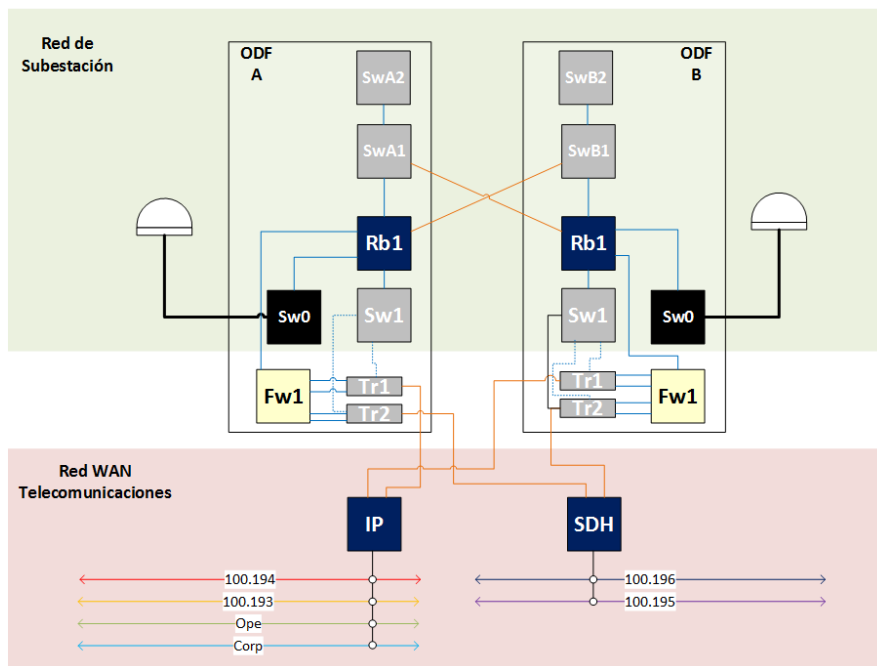 Red de
Subestación
ODF
A
ODF
B
SwA2
SwB2
SwA1
SwB1
Rb1
Rb1
Sw0
Sw1
Sw1
Sw0
Fw1
Tr1
Tr2
Tr1
Tr2
Fw1
Red WAN
Telecomunicaciones
IP
SDH
100.194
100.196
100.193
100.195
Ope
Corp